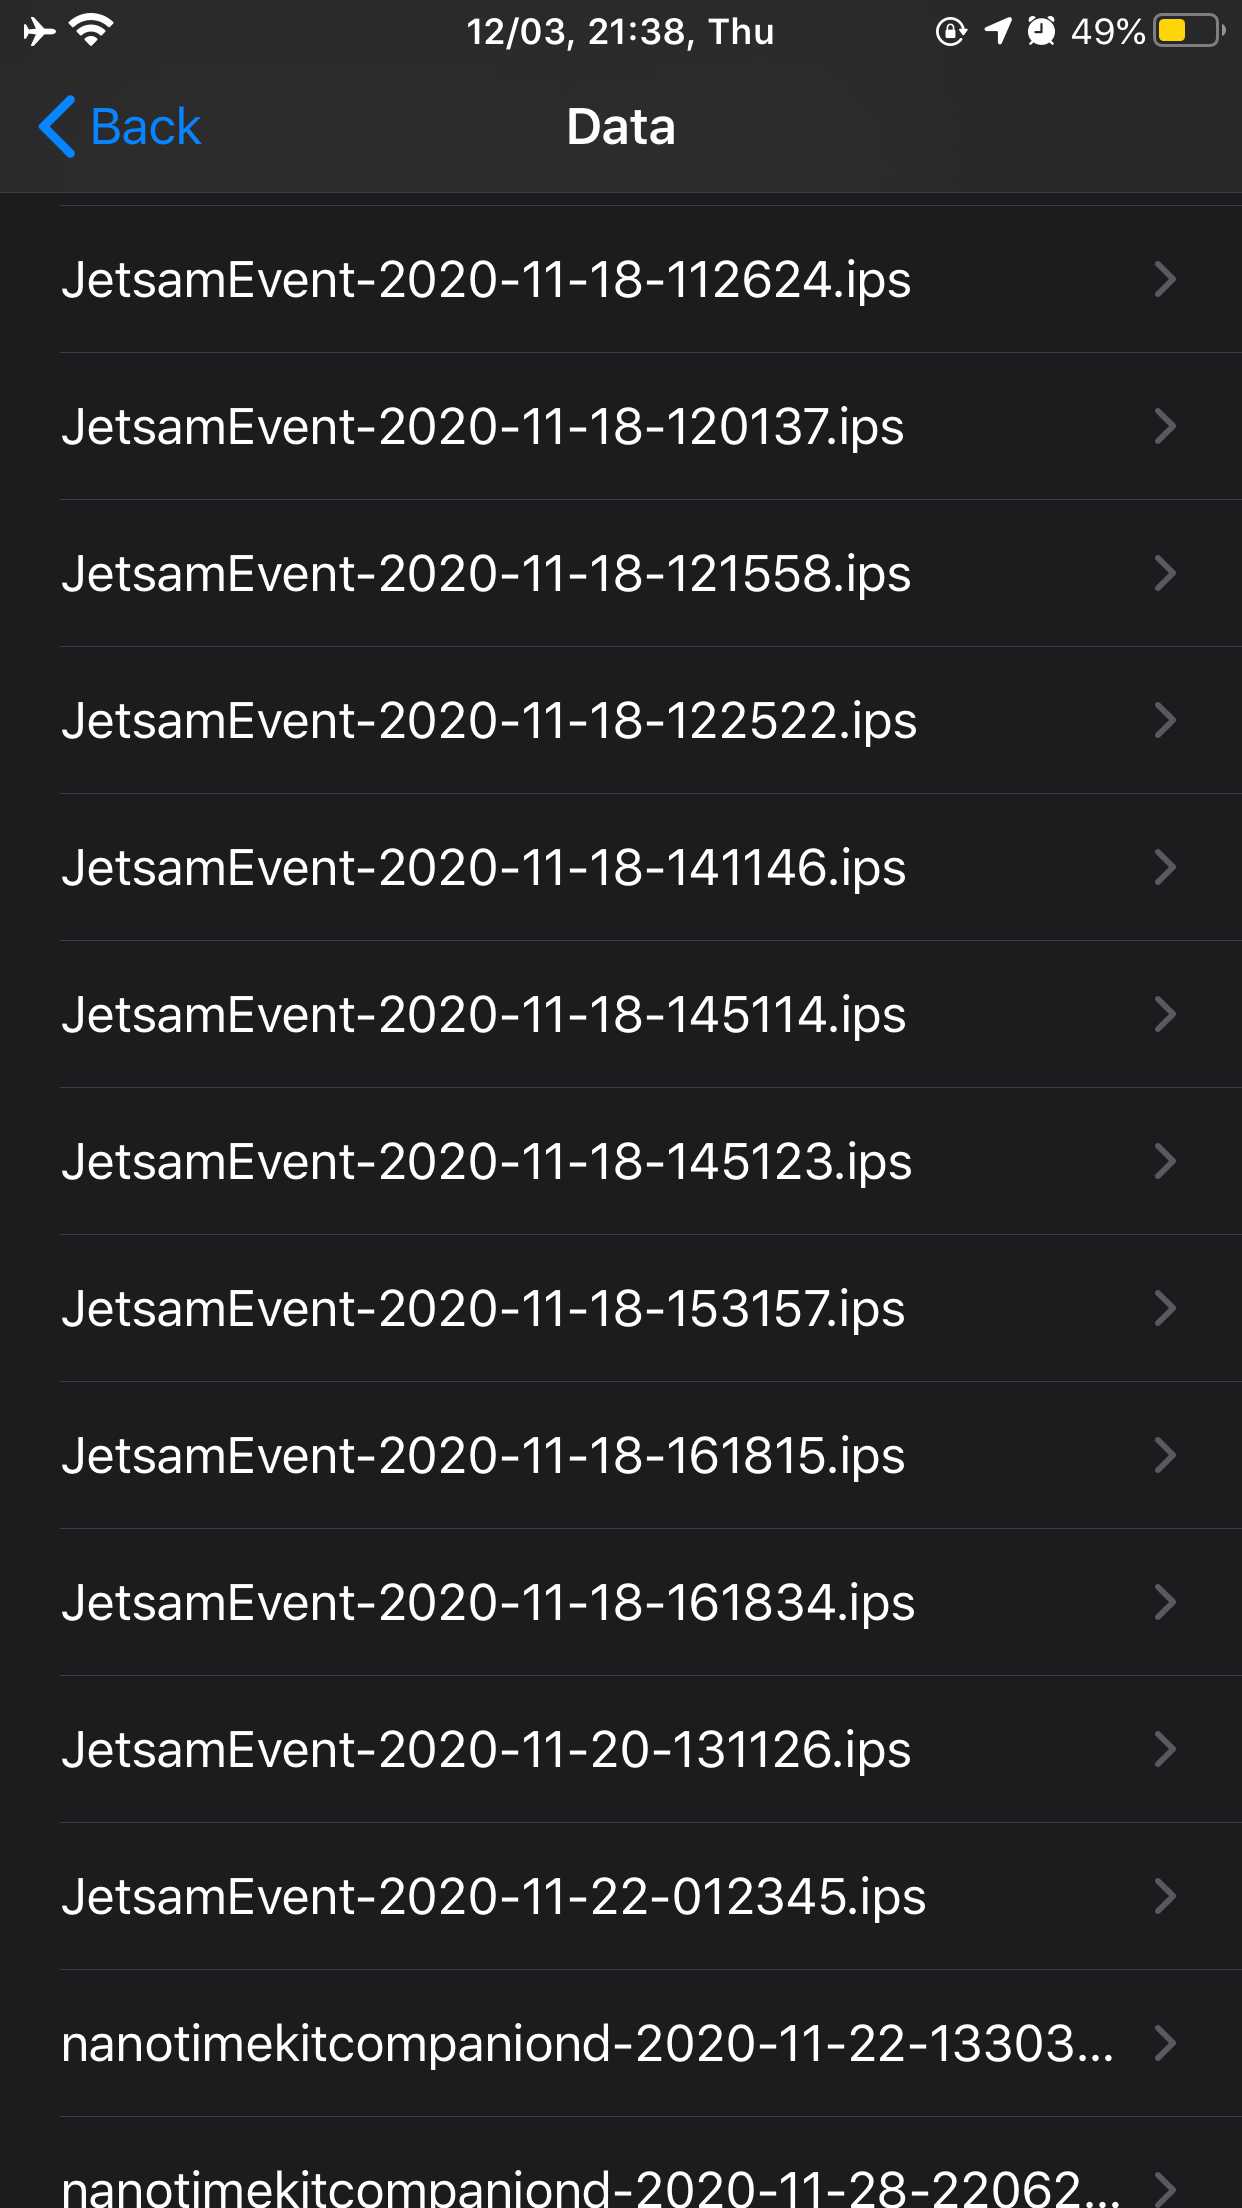 12/03, 21:38, Thu
49%
Back
Data
JetsamEvent-2020-11-18-112624.ips
JetsamEvent-2020-11-18-120137.ips
JetsamEvent-2020-11-18-121558.ips
JetsamEvent-2020-11-18-122522.ips
JetsamEvent-2020-11-18-141146.ips
JetsamEvent-2020-11-18-145114.ips
JetsamEvent-2020-11-18-145123.ips
JetsamEvent-2020-11-18-153157.ips
JetsamEvent-2020-11-18-161815.ips
JetsamEvent-2020-11-18-161834.ips
JetsamEvent-2020-11-20-131126.ips
JetsamEvent-2020-11-22-012345.ips
nanotimekitcompaniond-2020-11-22-13303...
nanotimekitcompaniond-2020-11-28-22062...